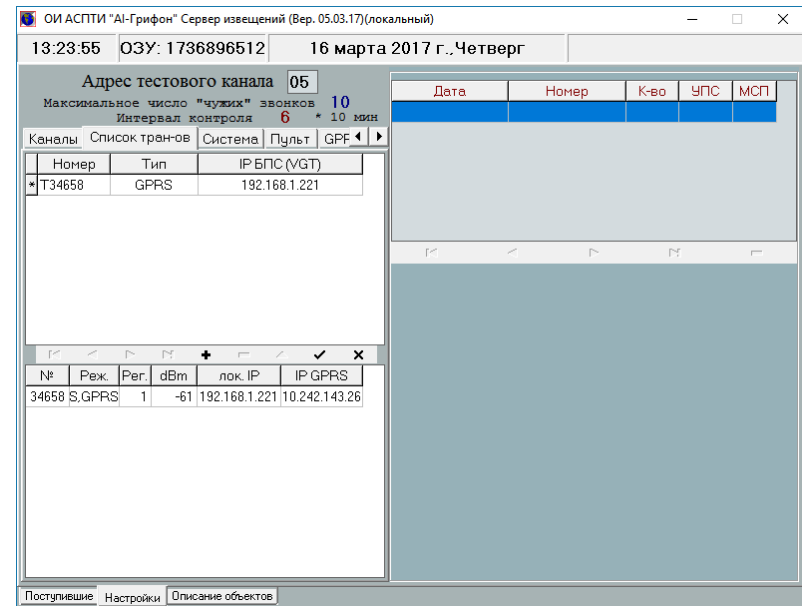 ОИ АСПТИ "АI-Грифон" Сервер извещений (Вер. 05.03.17)(локальный)
13:23:55 ОЗУ: 1736896512 16 марта 2017 г.,Четверг
Адрес тестового канала 05
Максимальное число "чужих" звонков 10
Интервал контроля 6 * 10 мин
Каналы Список тран-ов Система Пульт GPF
Номер Тип IP БПС (VGT)
* T34658 GPRS 192.168.1.221
№ Реж. Рег. dBm лок. IP IP GPRS
34658 S,GPRS 1 -61 192.168.1.221 10.242.143.26
Дата Номер К-во УПС МСП
Поступившие Настройки Описание объектов